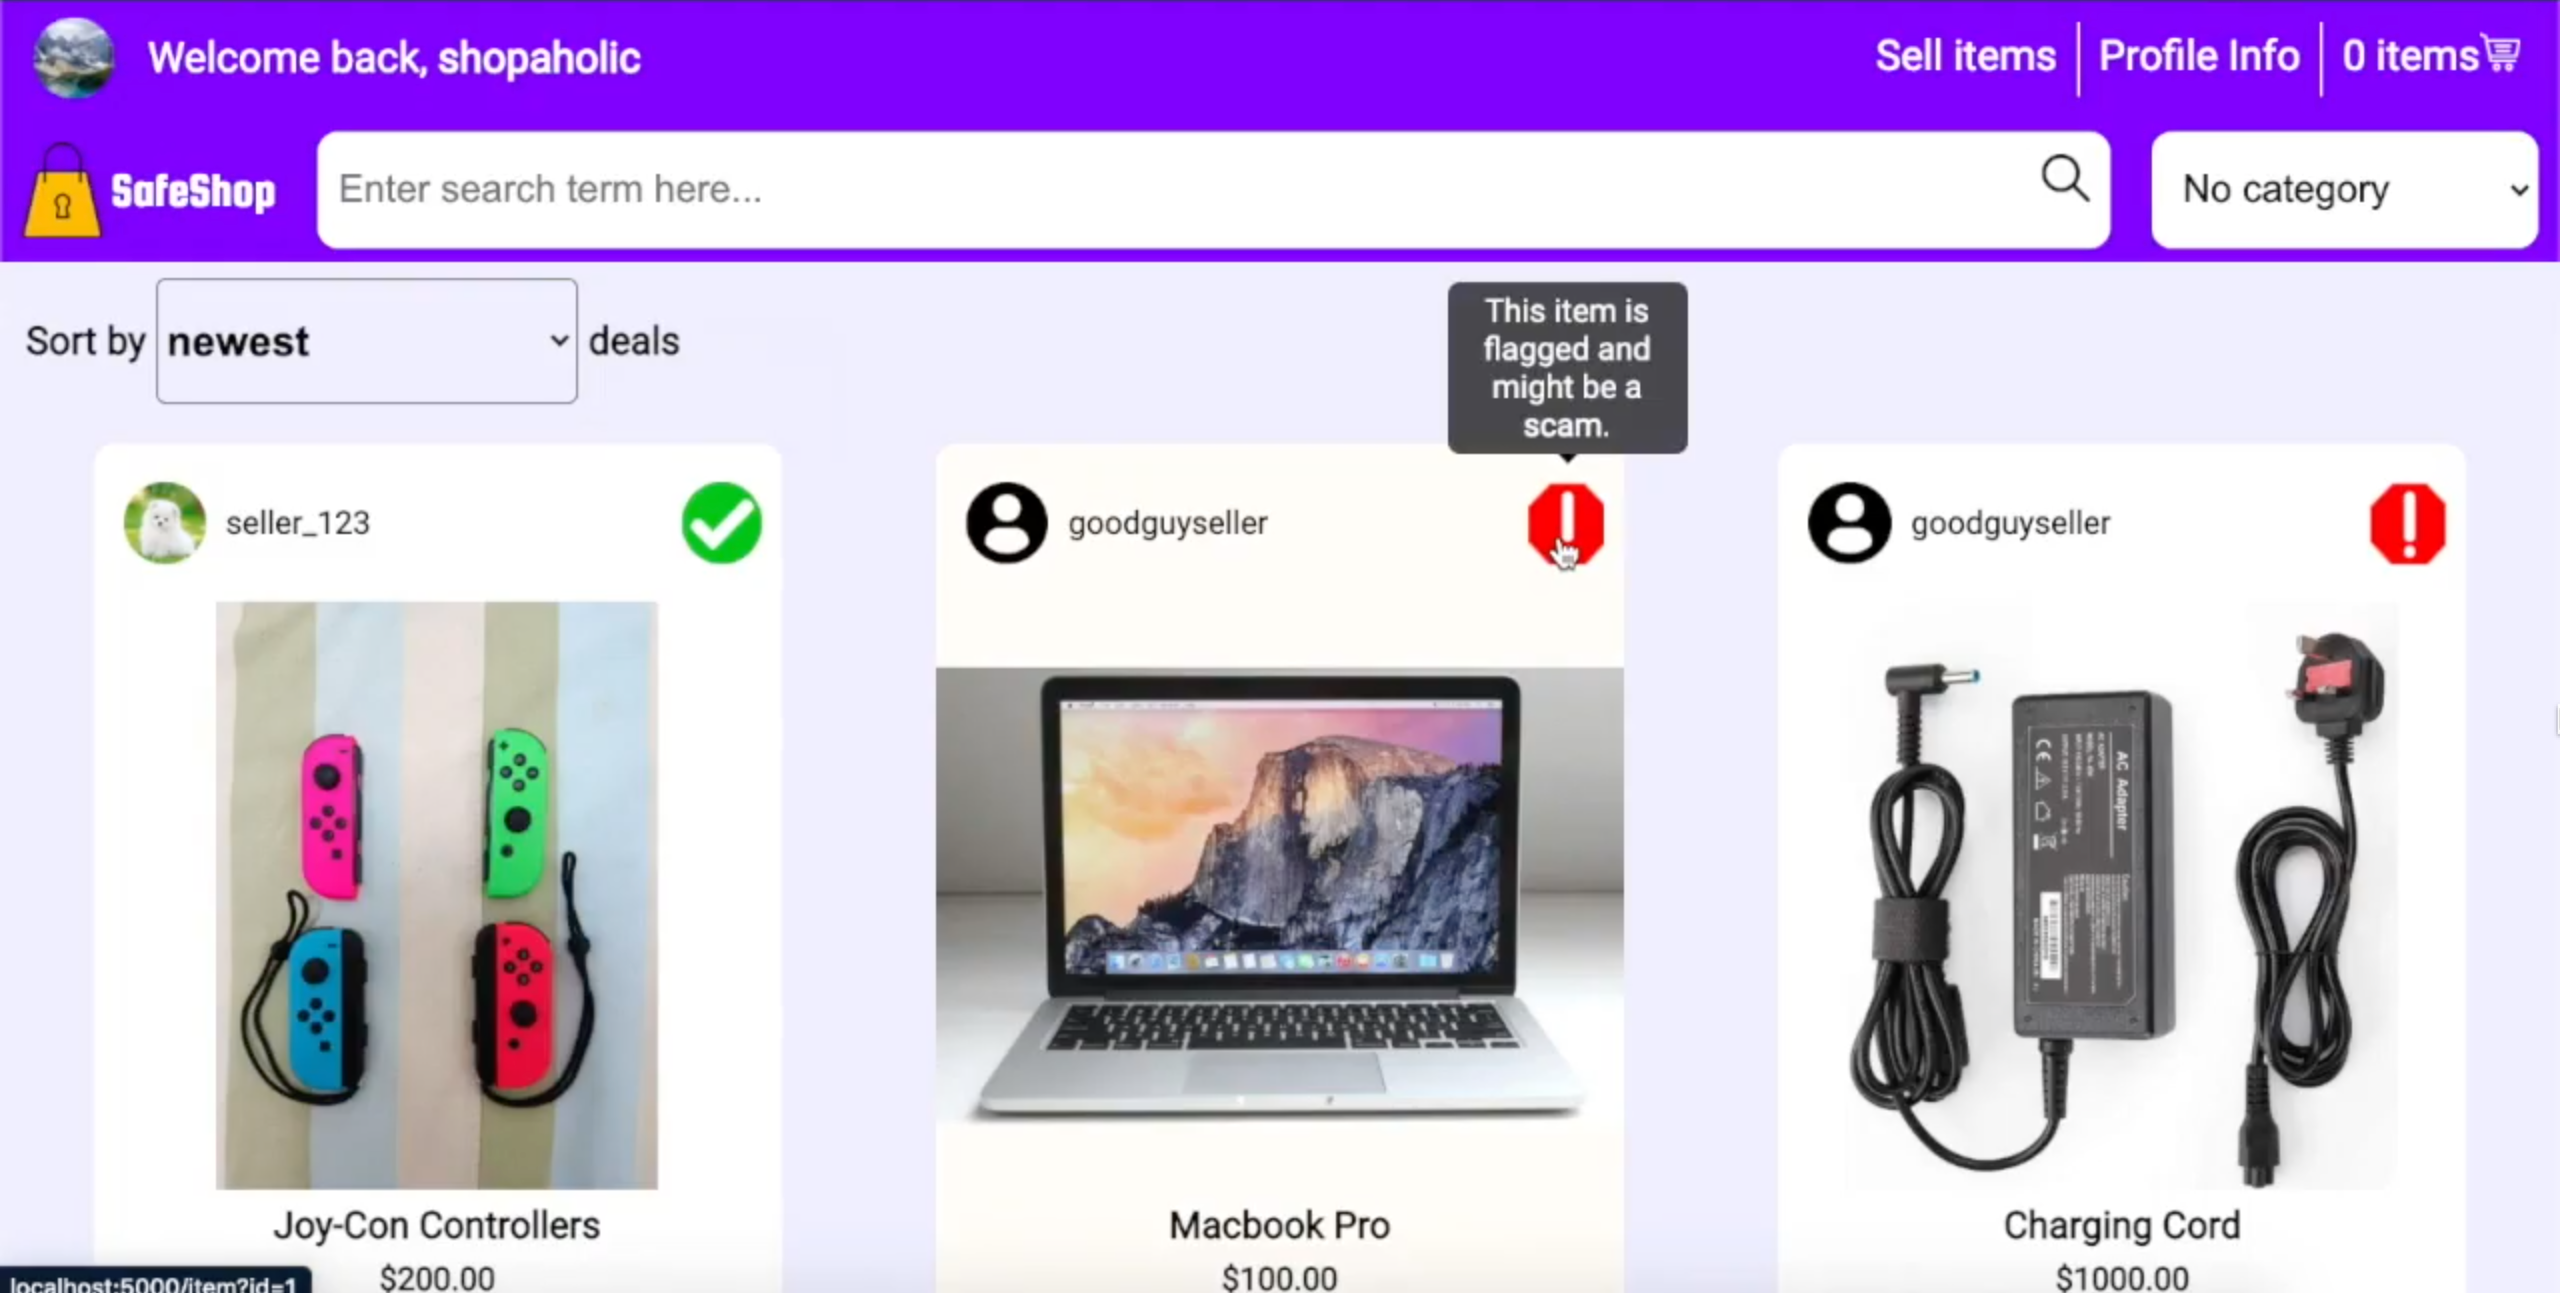 Welcome back, shopaholic
Sell items
Profile Info
0 items
SafeShop
Enter search term here...
No category
Sort by newest deals
This item is
flagged and
might be a
scam.
seller_123
goodguyseller
goodguyseller
AC Adapter
Joy-Con Controllers
$200.00
Macbook Pro
$100.00
Charging Cord
$1000.00
localhost:5000/item?id=1